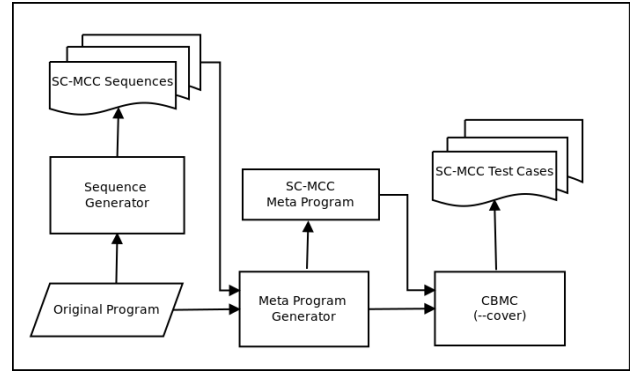 SC-MCC Sequences
Sequence
Generator
Original Program
SC-MCC
Meta Program
Meta Program
Generator
SC-MCC Test Cases
CBMC
(--cover)